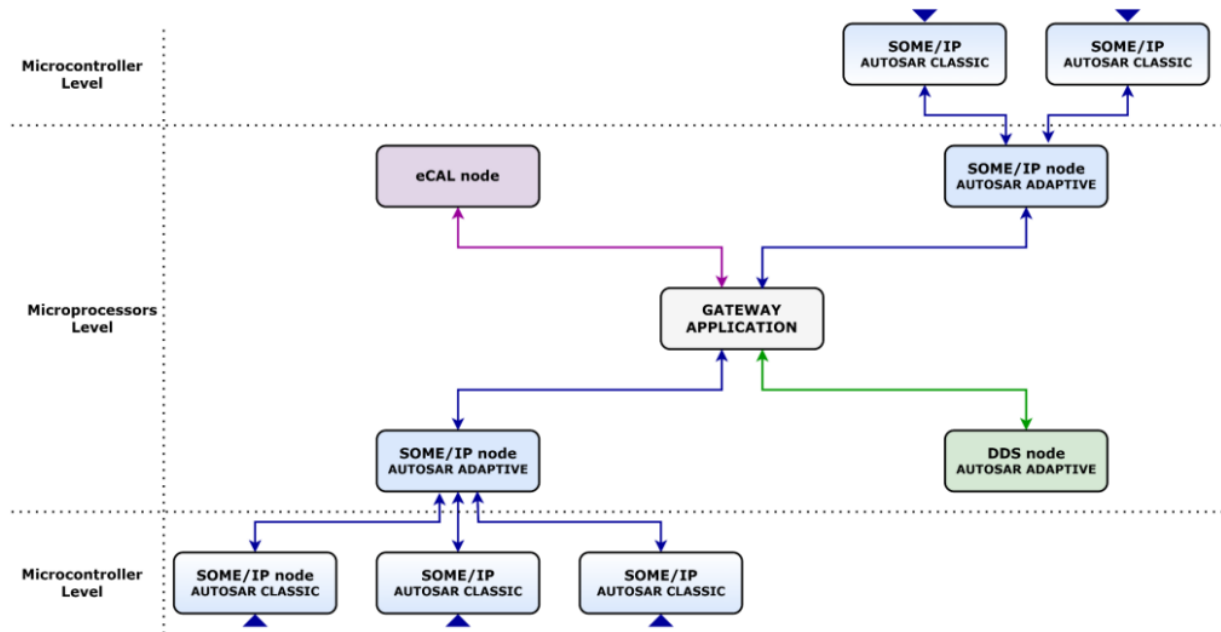 Microcontroller
Level
SOME/IP
AUTOSAR CLASSIC
SOME/IP
AUTOSAR CLASSIC
eCAL node
SOME/IP node
AUTOSAR ADAPTIVE
Microprocessors
Level
GATEWAY
APPLICATION
SOME/IP node
AUTOSAR ADAPTIVE
DDS node
AUTOSAR ADAPTIVE
Microcontroller
Level
SOME/IP node
AUTOSAR CLASSIC
SOME/IP
AUTOSAR CLASSIC
SOME/IP
AUTOSAR CLASSIC